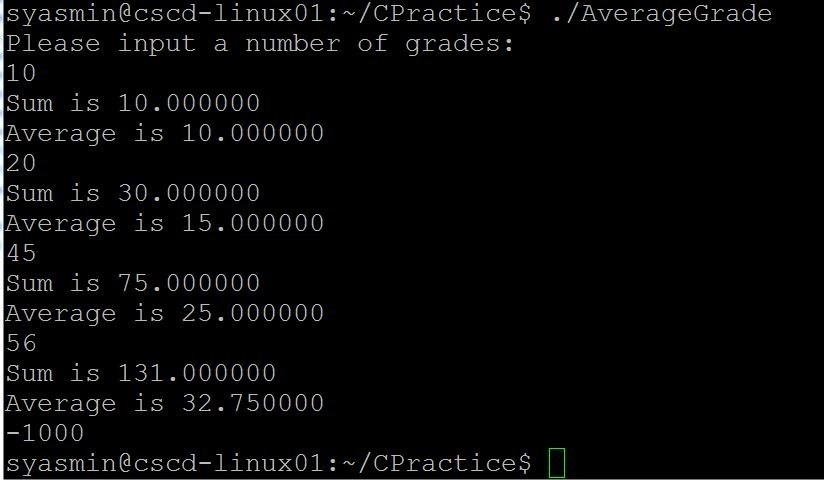 syasmin@cscd-linux01:~/CPractice$ ./AverageGrade
Please input a number of grades:
10
Sum is 10.000000
Average is 10.000000
20
Sum is 30.000000
Average is 15.000000
45
Sum is 75.000000
Average is 25.000000
56
Sum is 131.000000
Average is 32.750000
-1000
syasmin@cscd-linux01:~/CPractice$